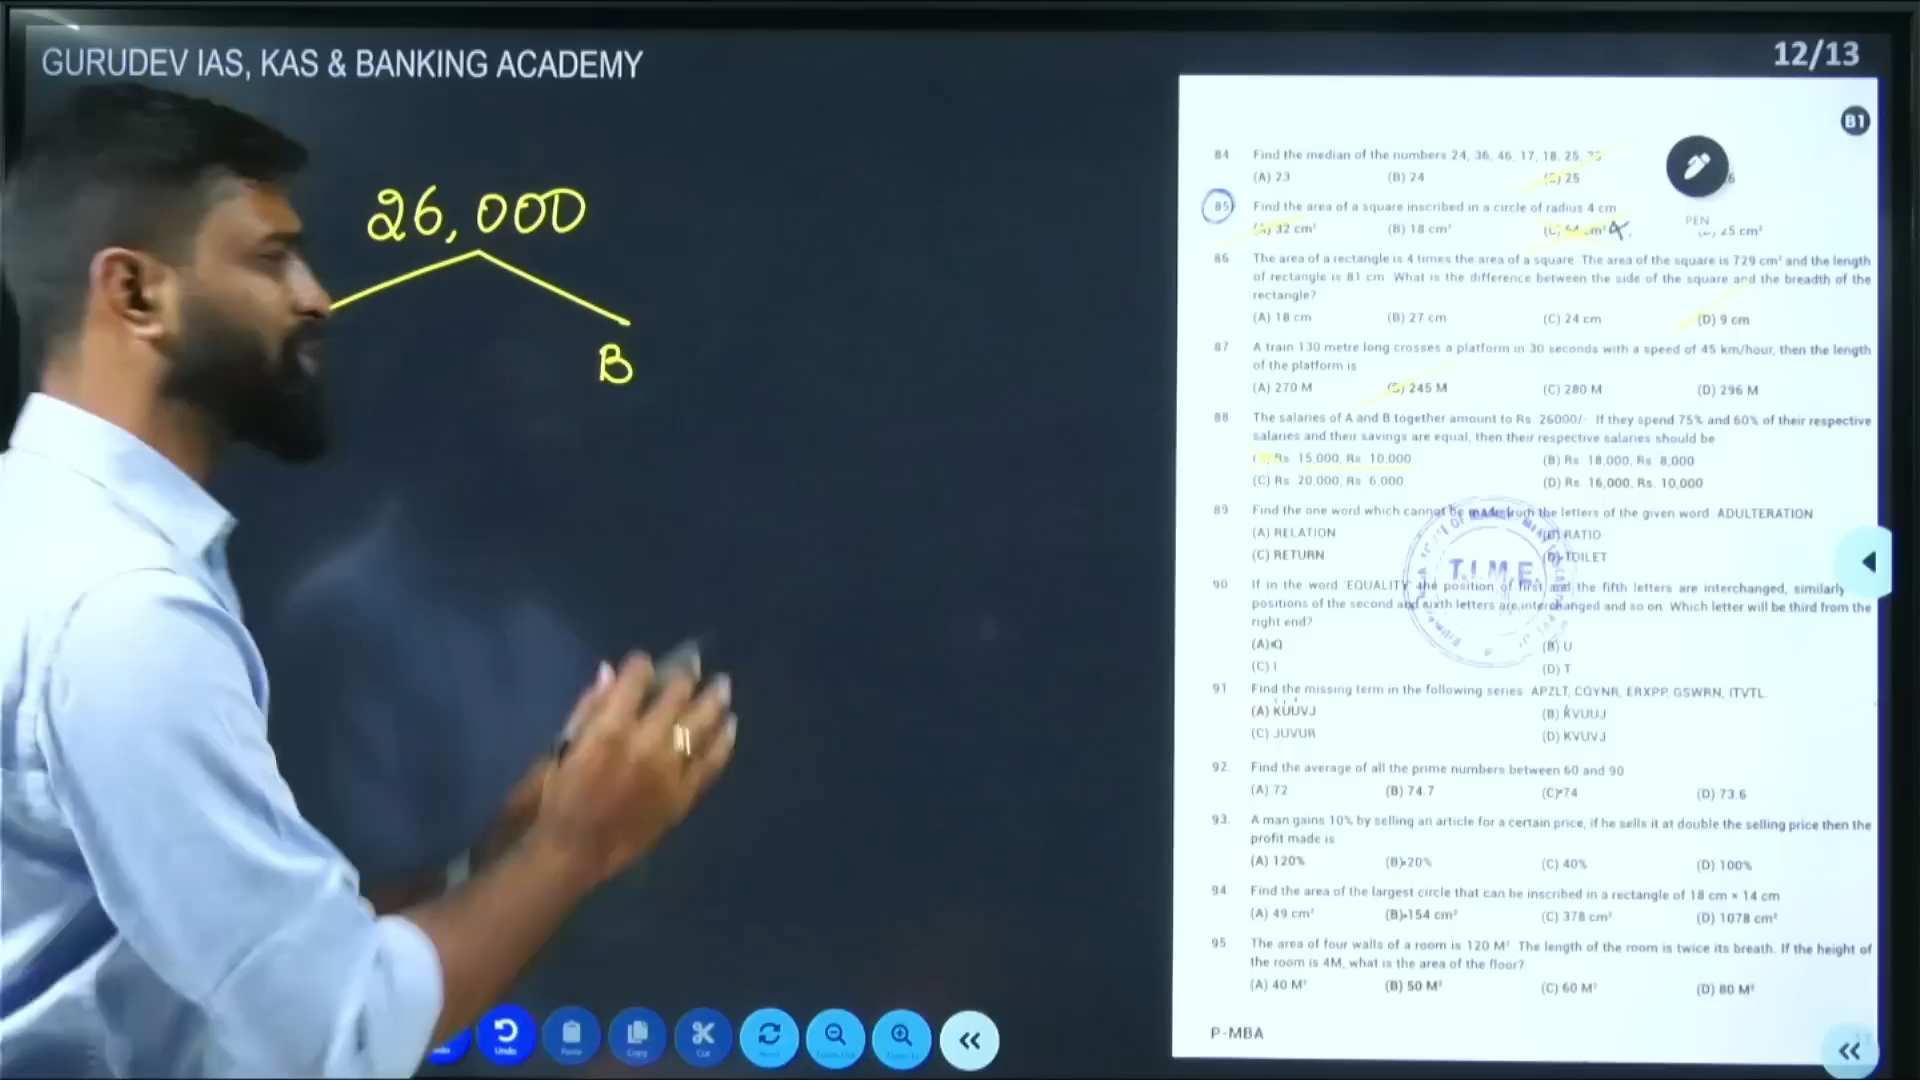 GURUDEV IAS, KAS & BANKING ACADEMY
12/13
26,000
B
B1
84 Find the median of the numbers 24, 36, 46, 17, 18, 25,
(A) 23 (B) 24 (C) 25
PEN
85 Find the area of a square inscribed in a circle of radius 4 cm
(A) 32 cm² (B) 18 cm² (C) 64 cm² (D) 25 cm²
86 The area of a rectangle is 4 times the area of a square. The area of the square is 729 cm² and the length
of rectangle is 81 cm. What is the difference between the side of the square and the breadth of the
rectangle?
(A) 18 cm (B) 27 cm (C) 24 cm (D) 9 cm
87 A train 130 metre long crosses a platform in 30 seconds with a speed of 45 km/hour, then the length
of the platform is
(A) 270 M (B) 245 M (C) 280 M (D) 296 M
88 The salaries of A and B together amount to Rs 26000/- If they spend 75% and 60% of their respective
salaries and their savings are equal, then their respective salaries should be
Rs 15,000, Rs 10,000 (B) Rs 18,000, Rs 8,000
(C) Rs 20,000, Rs 6,000 (D) Rs 16,000, Rs. 10,000
89 Find the one word which cannot be made from the letters of the given word ADULTERATION
(A) RELATION (B) RATIO
(C) RETURN (D) TOILET
T.I.M.E.
90 If in the word 'EQUALITY' the position of first and the fifth letters are interchanged, similarly
positions of the second and sixth letters are interchanged and so on. Which letter will be third from the
right end?
(A) Q (B) U
(C) I (D) T
91 Find the missing term in the following series APZLT, CQYNR, ERXPP, GSWRN, ITVTL.
(A) KUUVJ (B) KVUUJ
(C) JUVUR (D) KVUVJ
92. Find the average of all the prime numbers between 60 and 90
(A) 72 (B) 74.7 (C) 74 (D) 73.6
93. A man gains 10% by selling an article for a certain price, if he sells it at double the selling price then the
profit made is
(A) 120% (B) 20% (C) 40% (D) 100%
94 Find the area of the largest circle that can be inscribed in a rectangle of 18 cm × 14 cm
(A) 49 cm² (B) 154 cm² (C) 378 cm² (D) 1078 cm²
95 The area of four walls of a room is 120 M² The length of the room is twice its breath. If the height of
the room is 4M, what is the area of the floor?
(A) 40 M² (B) 50 M² (C) 60 M² (D) 80 M²
P-MBA
Undo Paste Copy Cut